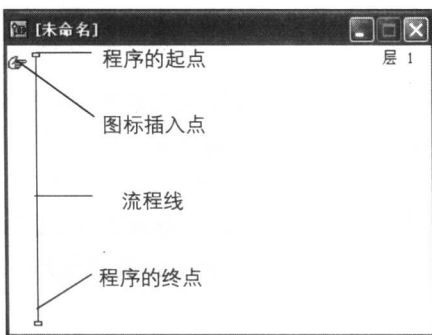 [未命名]
程序的起点
层 1
图标插入点
流程线
程序的终点